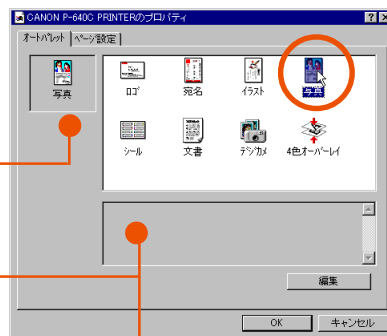 CANON P-640C PRINTERのプロパティ
オートパレット ページ設定
写真
ロゴ 宛名 イラスト 写真
シール 文書 デジカメ 4色オーバーレイ
編集
OK キャンセル